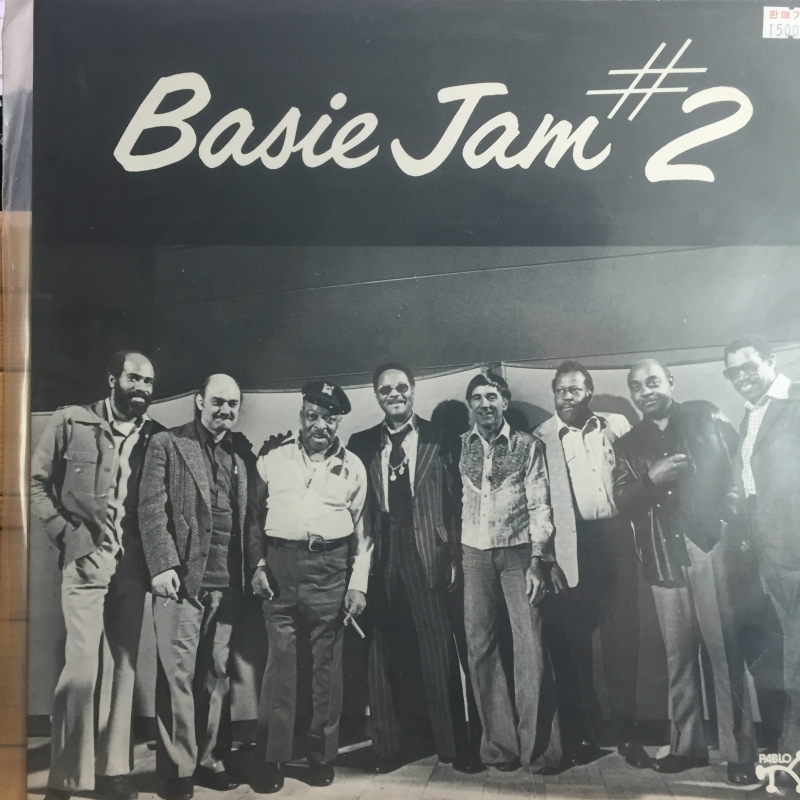 판매가
1500
Basie Jam #2
PABLO